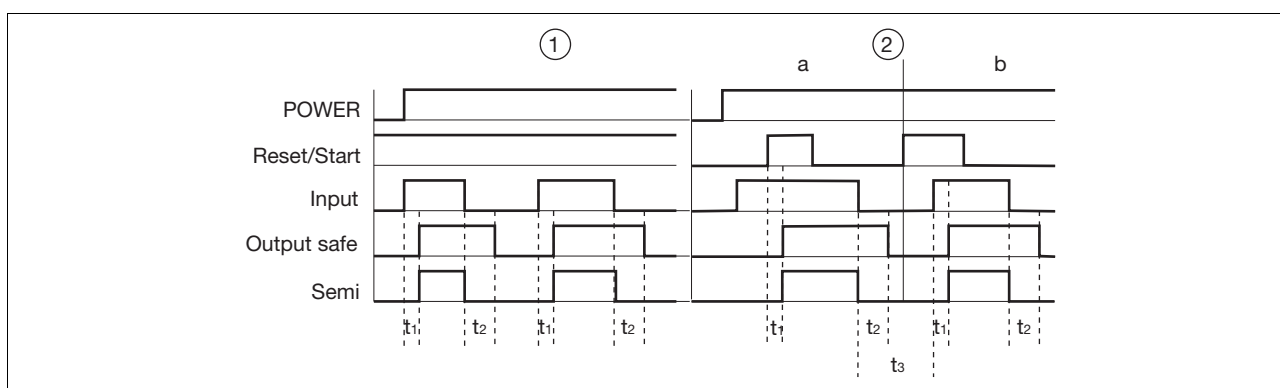 1 2
a b
POWER
Reset/Start
Input
Output safe
Semi
t1 t2 t1 t2 t1 t2 t1 t2
t3